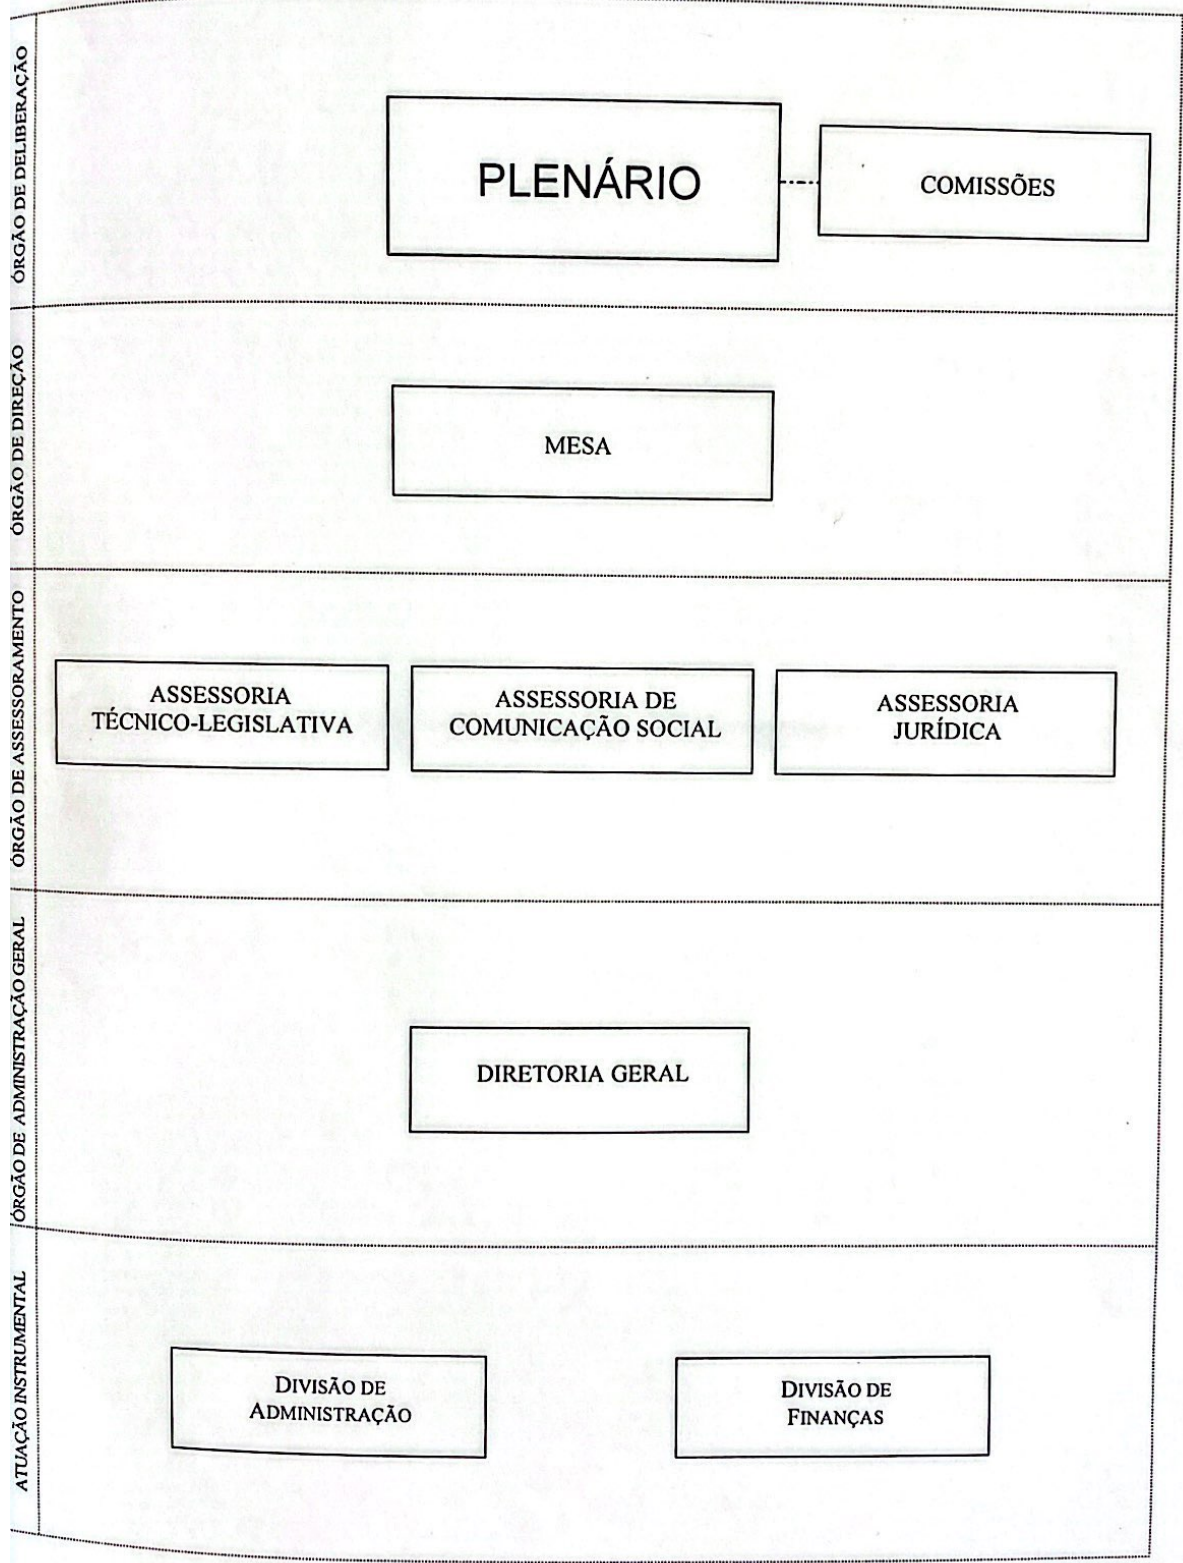 ÓRGÃO DE DELIBERAÇÃO
PLENÁRIO
COMISSÕES
ÓRGÃO DE DIREÇÃO
MESA
ÓRGÃO DE ASSESSORAMENTO
ASSESSORIA
TÉCNICO-LEGISLATIVA
ASSESSORIA DE
COMUNICAÇÃO SOCIAL
ASSESSORIA
JURÍDICA
ÓRGÃO DE ADMINISTRAÇÃO GERAL
DIRETORIA GERAL
ATUAÇÃO INSTRUMENTAL
DIVISÃO DE
ADMINISTRAÇÃO
DIVISÃO DE
FINANÇAS